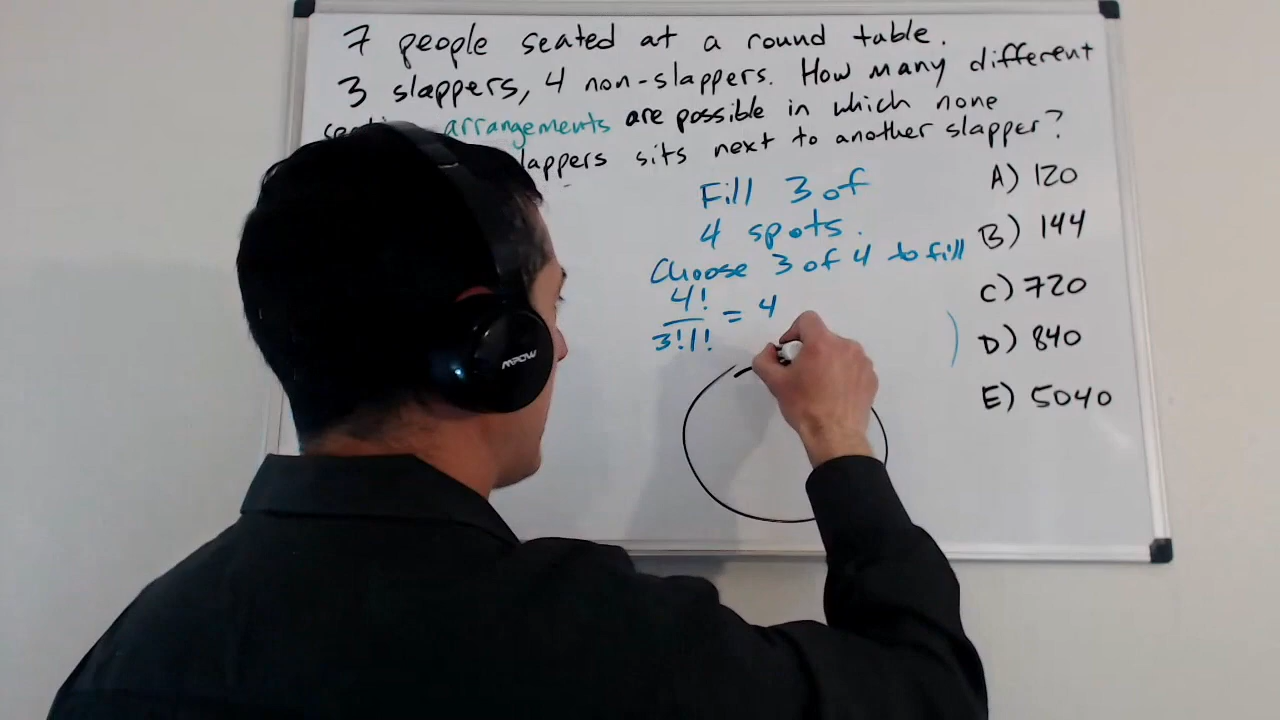 7 people seated at a round table.
3 slappers, 4 non-slappers. How many different
arrangements are possible in which none
slappers sits next to another slapper?
Fill 3 of
4 spots.
Choose 3 of 4 to fill
4!
3!1!
= 4
A) 120
B) 144
C) 720
D) 840
E) 5040
MPOW